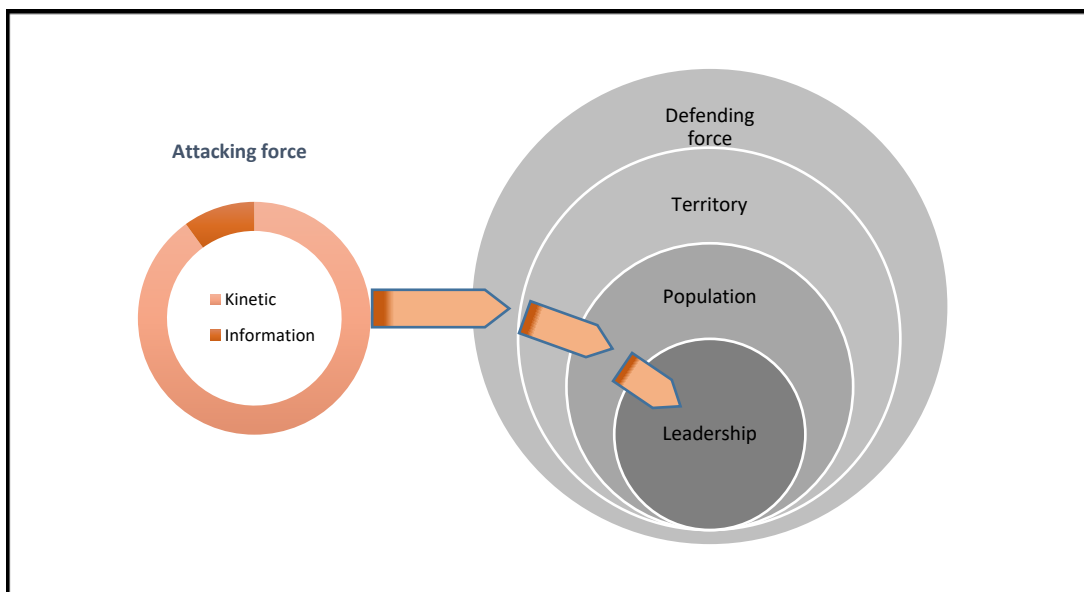 Attacking force
Kinetic
Information
Defending
force
Territory
Population
Leadership